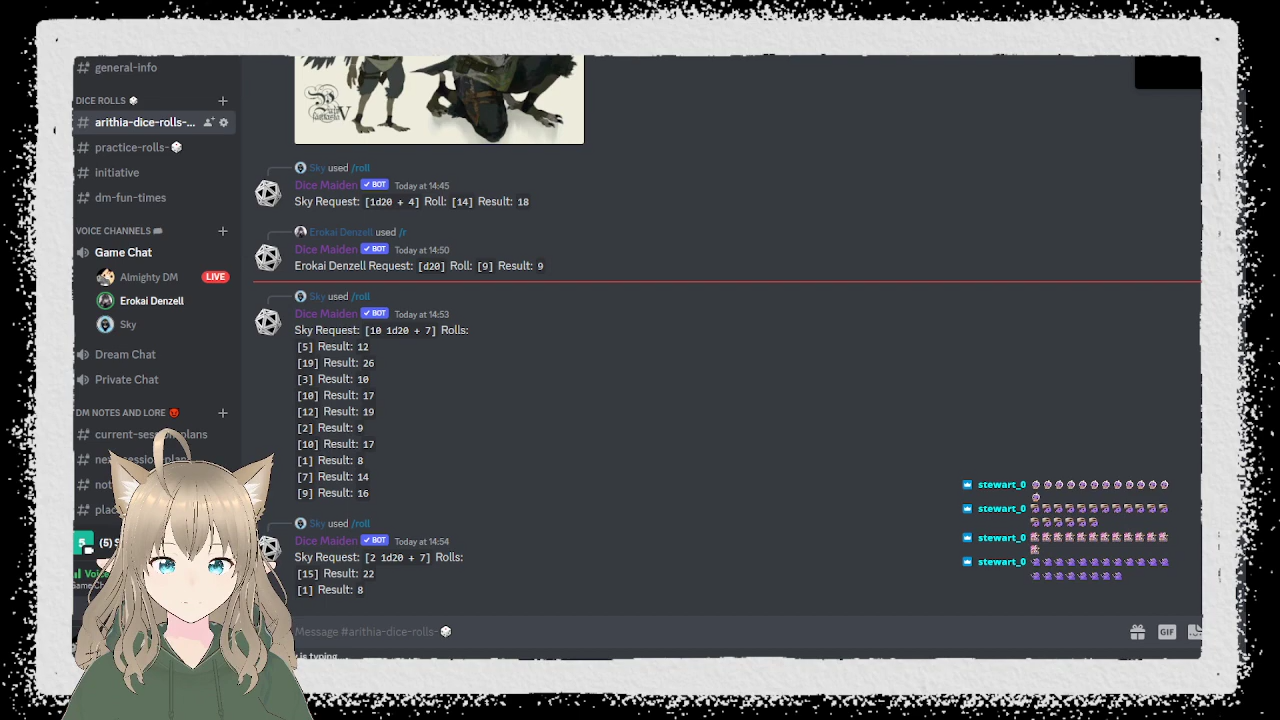 general-info
DICE ROLLS
arithia-dice-rolls-...
practice-rolls-
initiative
dm-fun-times
VOICE CHANNELS
Game Chat
Almighty DM LIVE
Erokai Denzell
Sky
Dream Chat
Private Chat
DM NOTES AND LORE
current-session-plans
Sky used /roll
Dice Maiden BOT Today at 14:45
Sky Request: [1d20 + 4] Roll: [14] Result: 18
Erokai Denzell used /r
Dice Maiden BOT Today at 14:50
Erokai Denzell Request: [d20] Roll: [9] Result: 9
Sky used /roll
Dice Maiden BOT Today at 14:53
Sky Request: [10 1d20 + 7] Rolls:
[5] Result: 12
[19] Result: 26
[3] Result: 10
[10] Result: 17
[12] Result: 19
[2] Result: 9
[10] Result: 17
[1] Result: 8
[7] Result: 14
[9] Result: 16
Sky used /roll
Dice Maiden BOT Today at 14:54
Sky Request: [2 1d20 + 7] Rolls:
[15] Result: 22
[1] Result: 8
Message #arithia-dice-rolls-
is typing
GIF
stewart_0
stewart_0
stewart_0
stewart_0